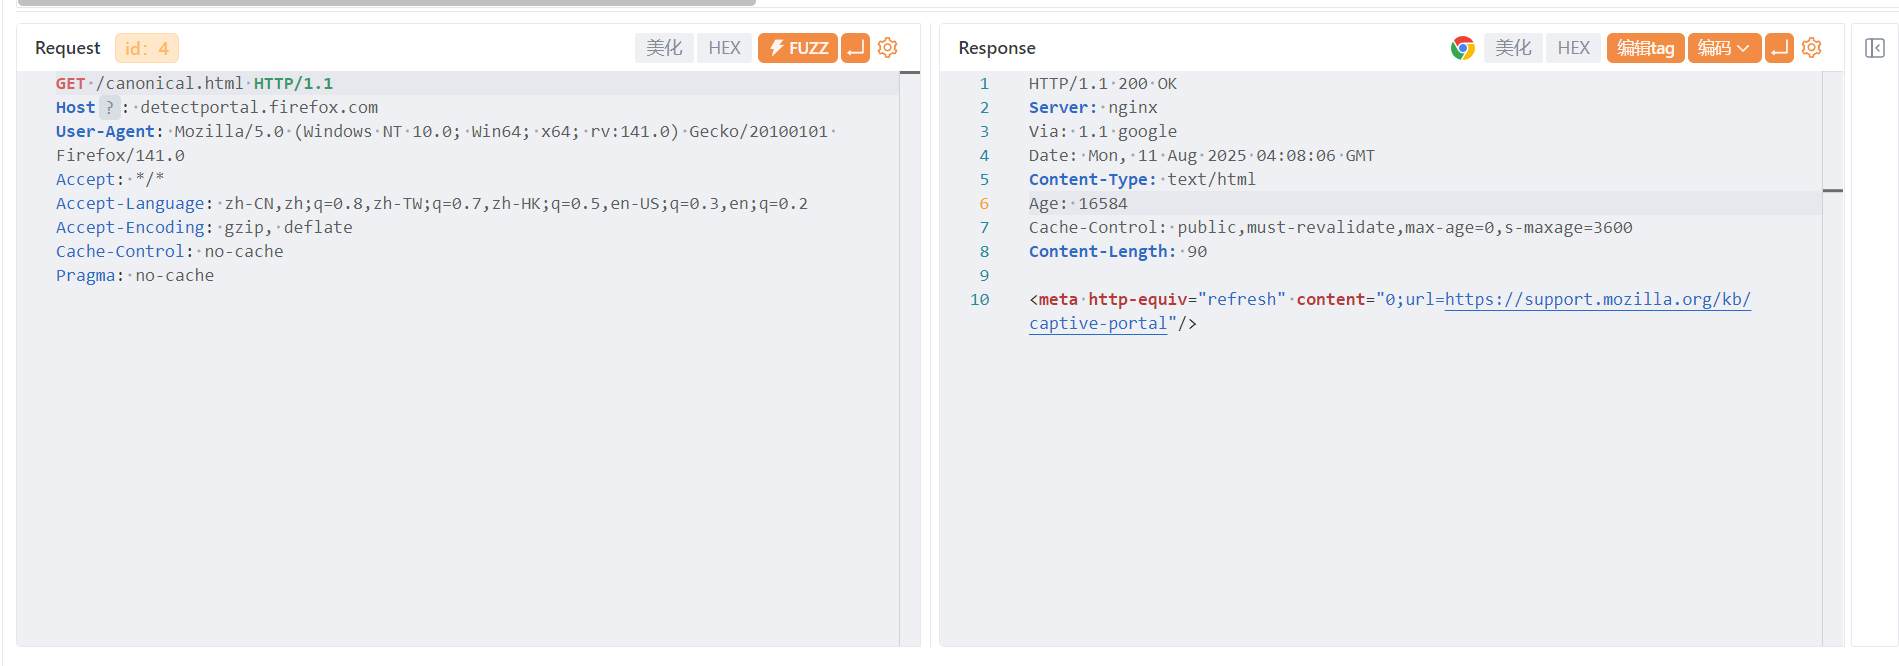 Request id: 4 美化 HEX FUZZ
GET /canonical.html HTTP/1.1
Host ? : detectportal.firefox.com
User-Agent: Mozilla/5.0 (Windows NT 10.0; Win64; x64; rv:141.0) Gecko/20100101
Firefox/141.0
Accept: */*
Accept-Language: zh-CN,zh;q=0.8,zh-TW;q=0.7,zh-HK;q=0.5,en-US;q=0.3,en;q=0.2
Accept-Encoding: gzip, deflate
Cache-Control: no-cache
Pragma: no-cache
Response 美化 HEX 编辑tag 编码
1 HTTP/1.1 200 OK
2 Server: nginx
3 Via: 1.1 google
4 Date: Mon, 11 Aug 2025 04:08:06 GMT
5 Content-Type: text/html
6 Age: 16584
7 Cache-Control: public,must-revalidate,max-age=0,s-maxage=3600
8 Content-Length: 90
9
10 <meta http-equiv="refresh" content="0;url=https://support.mozilla.org/kb/
captive-portal"/>